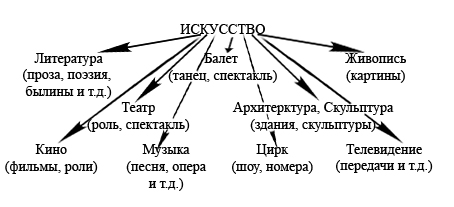 ИСКУССТВО
Литература
(проза, поэзия,
былины и т.д.)
Балет
(танец, спектакль)
Живопись
(картины)
Театр
(роль, спектакль)
Архитерктура, Скульптура
(здания, скульптуры)
Кино
(фильмы, роли)
Музыка
(песня, опера
и т.д.)
Цирк
(шоу, номера)
Телевидение
(передачи и т.д.)